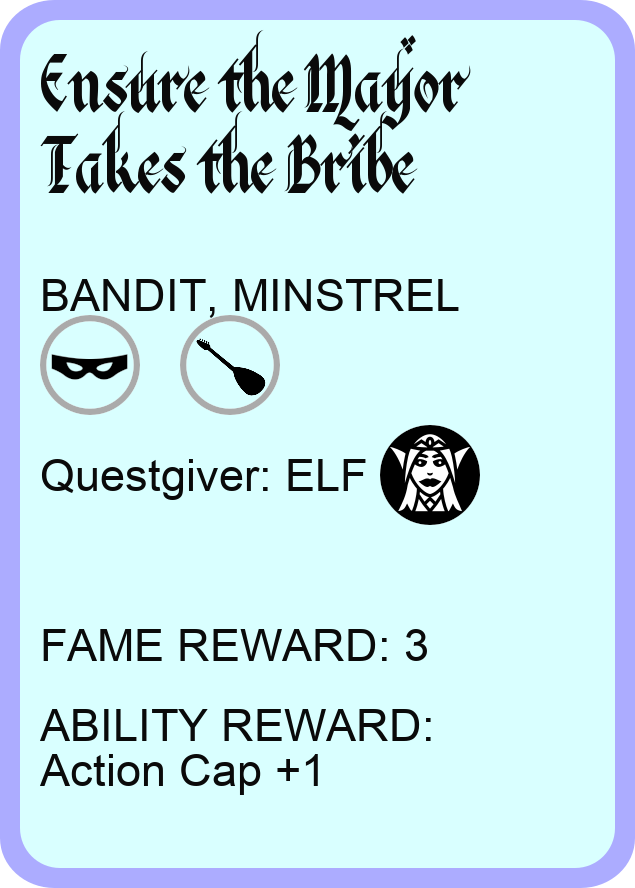 Ensure the Mayor
Takes the Bribe
BANDIT, MINSTREL
Questgiver: ELF
FAME REWARD: 3
ABILITY REWARD:
Action Cap +1